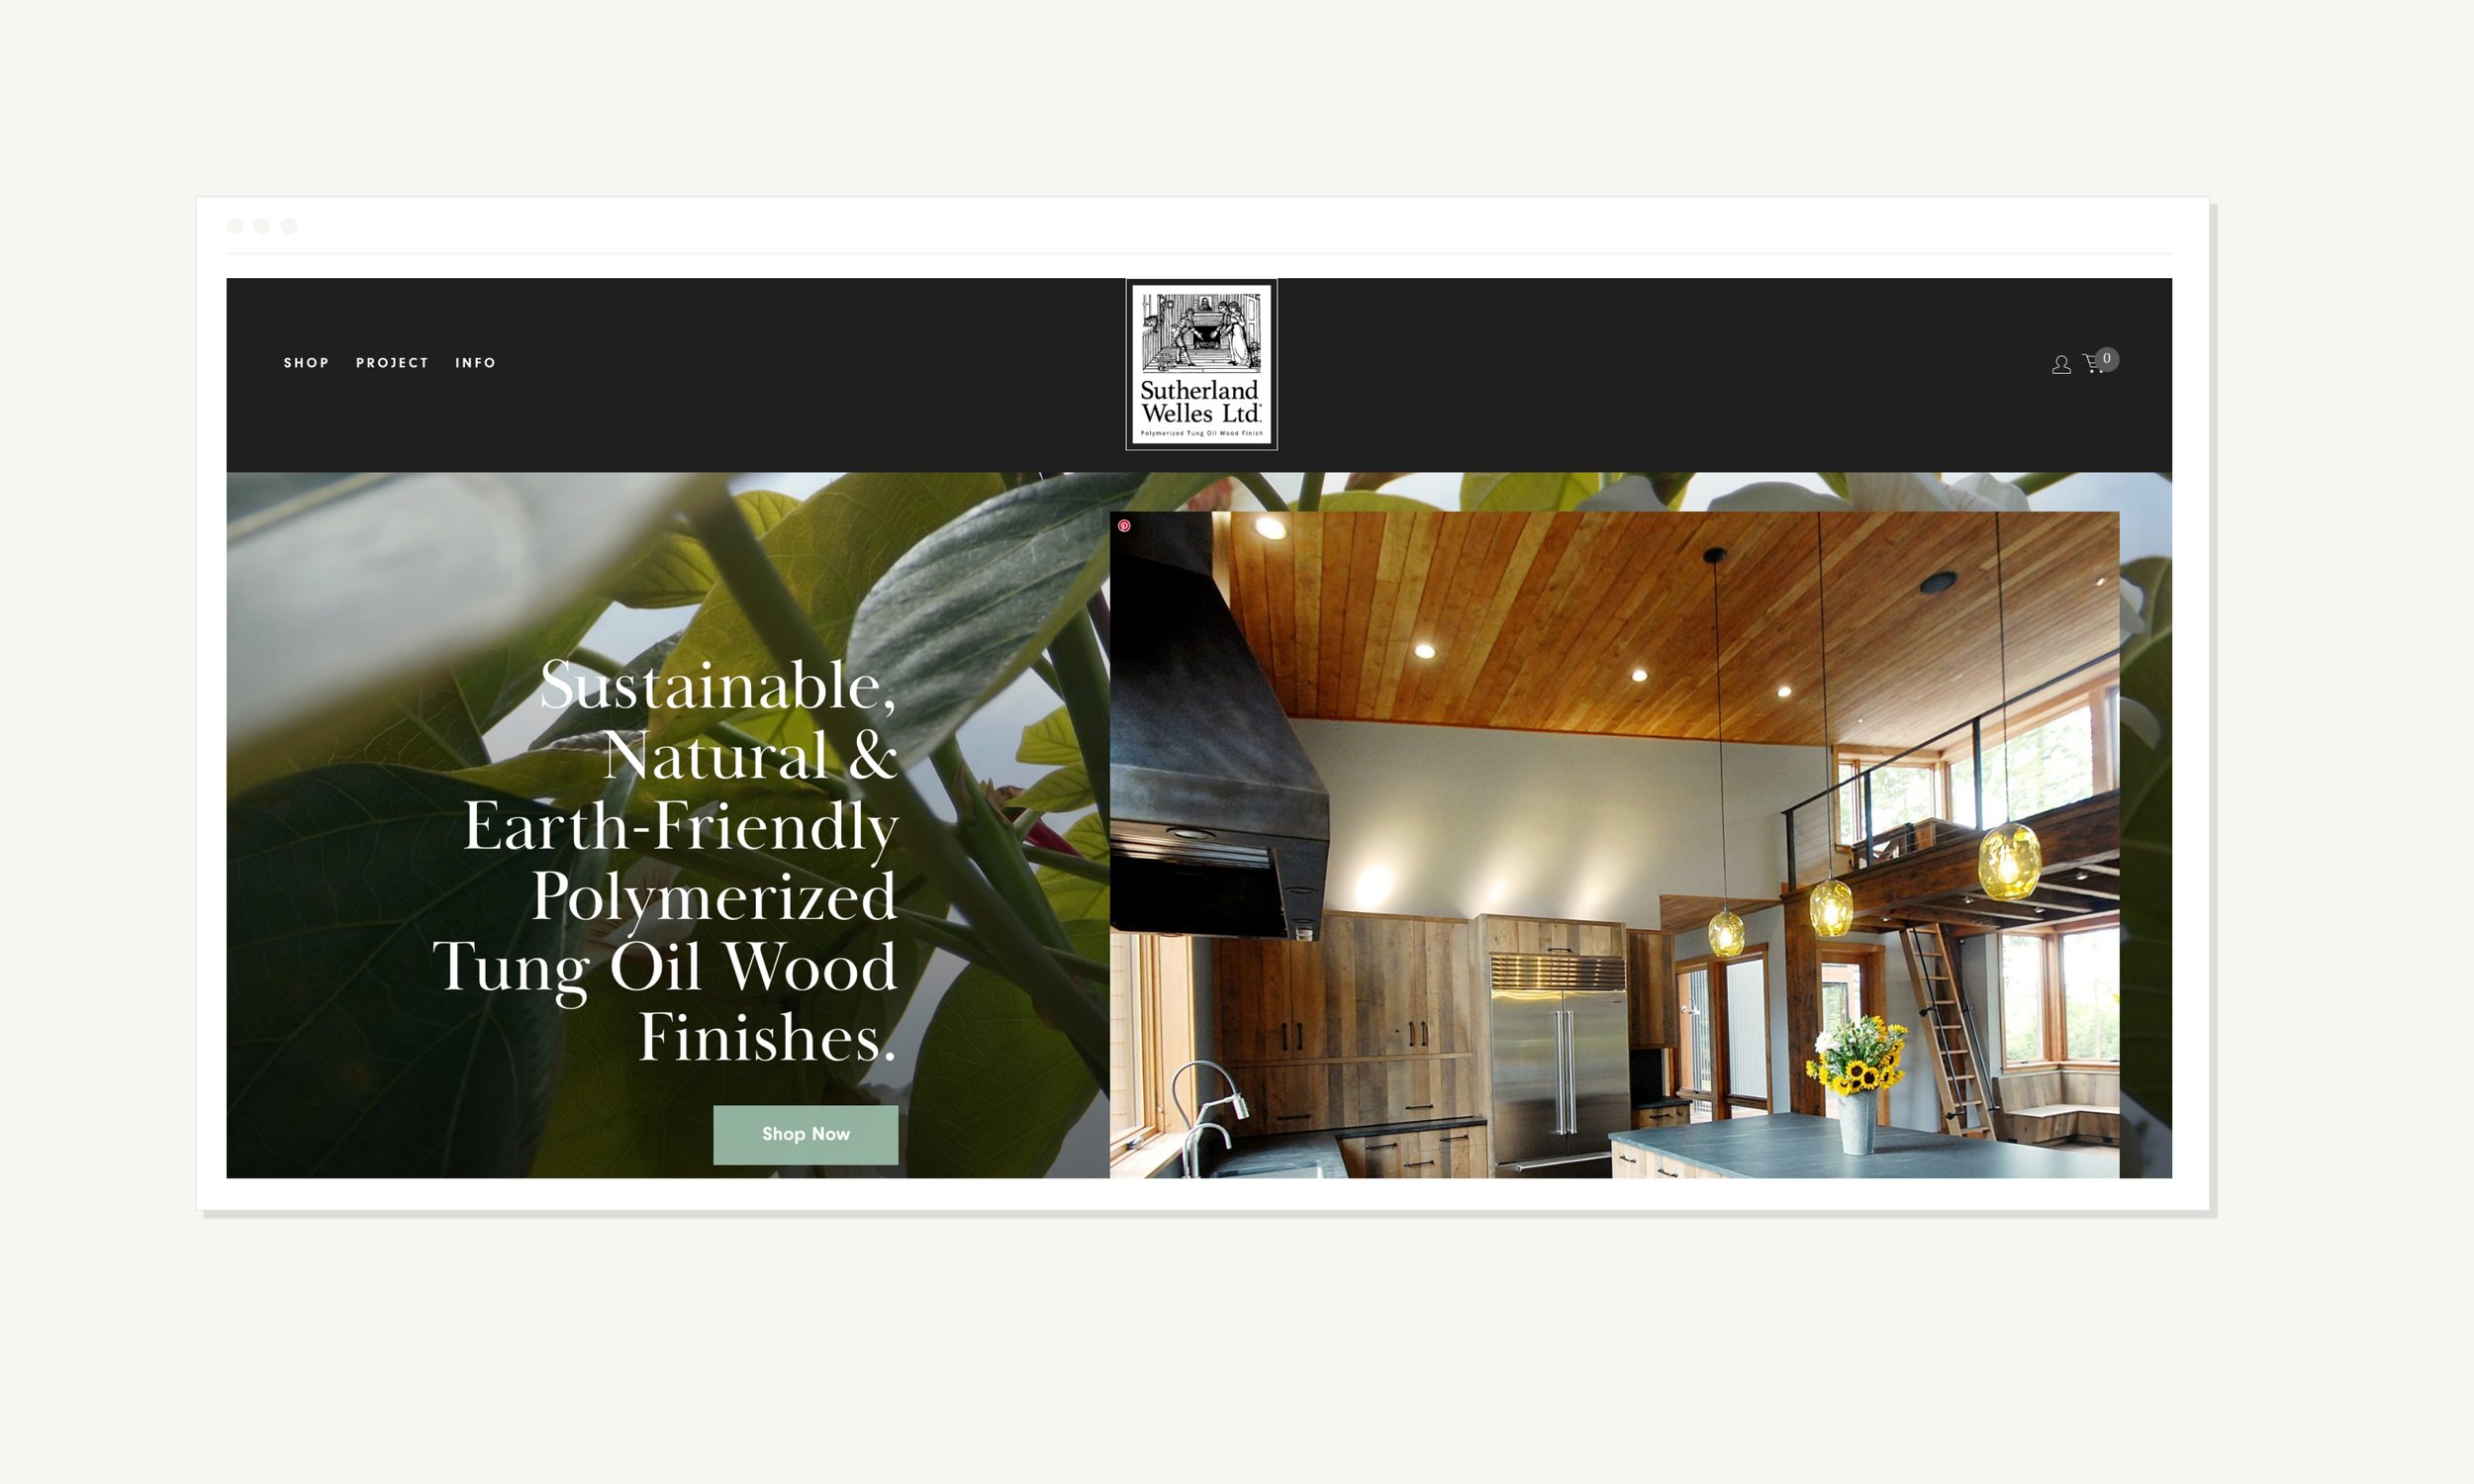 SHOP PROJECT INFO
Sutherland
Welles Ltd.
Polymerized Tung Oil Wood Finish
0
Sustainable,
Natural &
Earth-Friendly
Polymerized
Tung Oil Wood
Finishes.
Shop Now